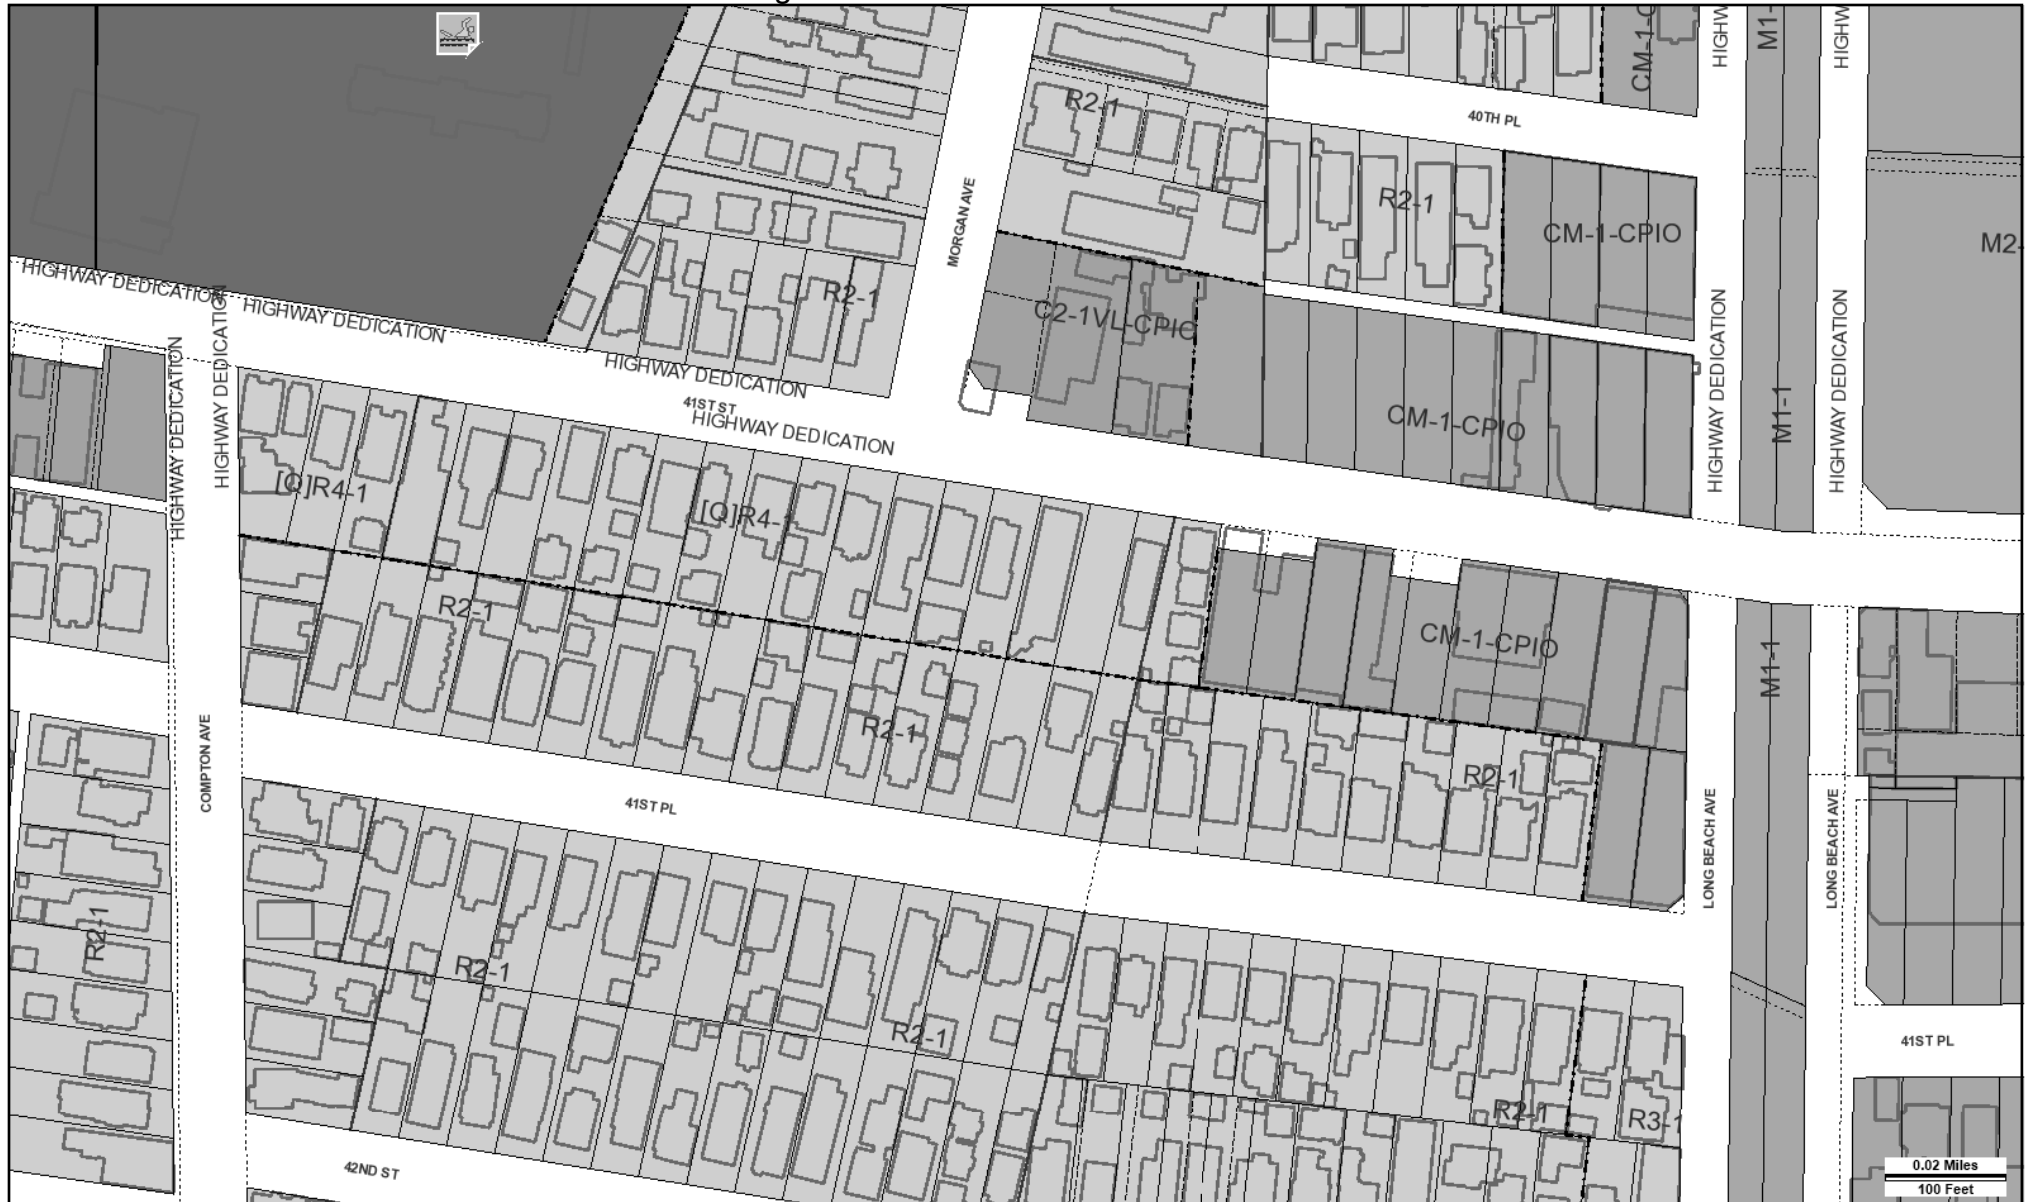 HIGHW
M1-
HIGHW
CM-1-C
R2-1
40TH PL
MORGAN AVE
R2-1
CM-1-CPIO
M2-
HIGHWAY DEDICATION
HIGHWAY DEDICATION
R2-1
C2-1VL-CPIO
HIGHWAY DEDICATION
HIGHWAY DEDICATION
HIGHWAY DEDICATION
HIGHWAY DEDICATION
HIGHWAY DEDICATION
41ST ST
HIGHWAY DEDICATION
CM-1-CPIO
M1-1
[Q]R4-1
[Q]R4-1
R2-1
CM-1-CPIO
M1-1
R2-1
R2-1
COMPTON AVE
41ST PL
LONG BEACH AVE
LONG BEACH AVE
R2-1
R2-1
R2-1
41ST PL
R2-1
R3-1
42ND ST
0.02 Miles
100 Feet